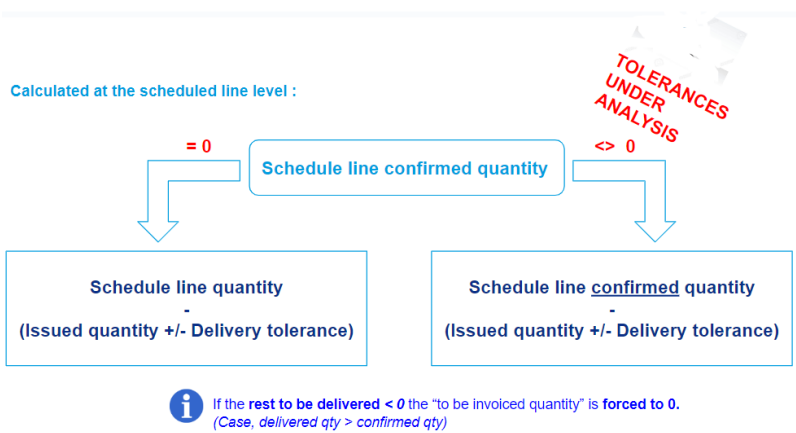 TOLERANCES
UNDER
ANALYSIS
Calculated at the scheduled line level :
= 0
<> 0
Schedule line confirmed quantity
Schedule line quantity
-
(Issued quantity +/- Delivery tolerance)
Schedule line confirmed quantity
-
(Issued quantity +/- Delivery tolerance)
i
If the rest to be delivered < 0 the “to be invoiced quantity” is forced to 0.
(Case, delivered qty > confirmed qty)